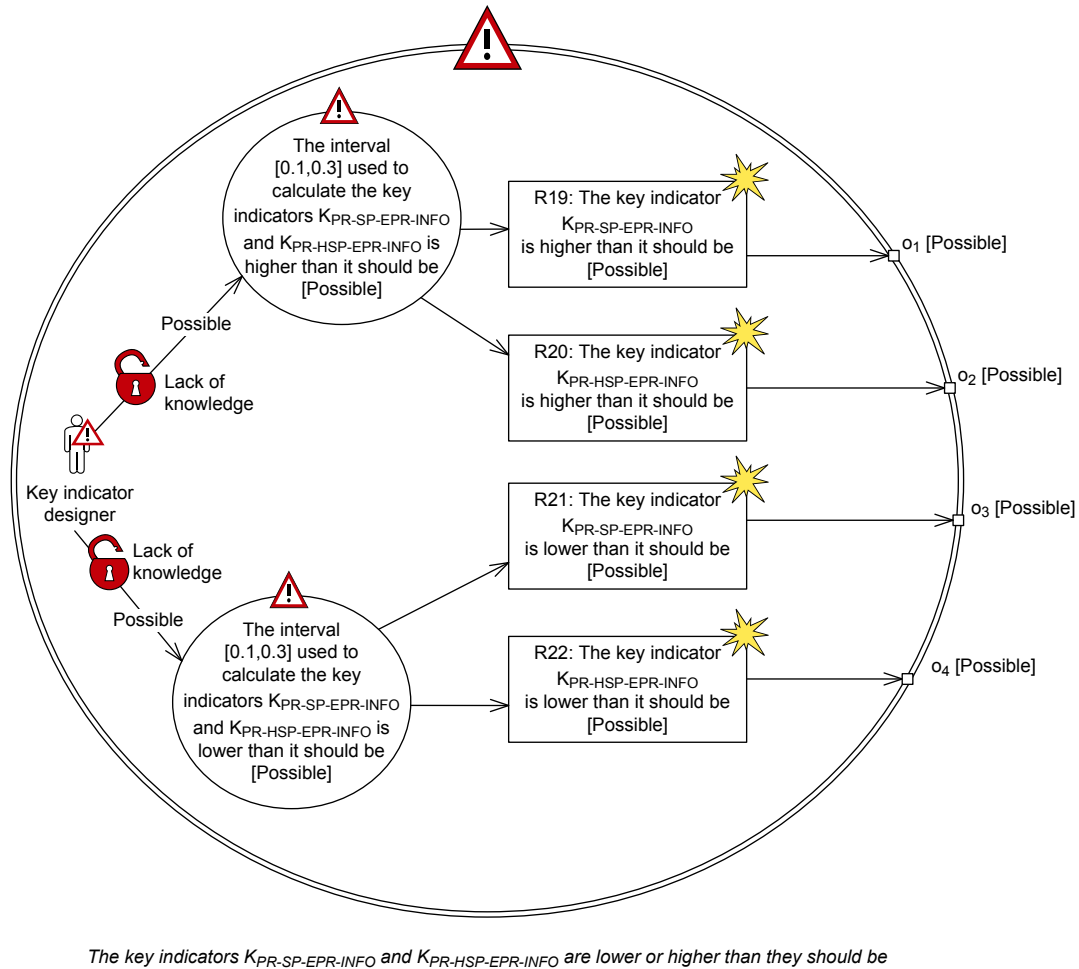 The interval
[0.1,0.3] used to
calculate the key
indicators KPR-SP-EPR-INFO
and KPR-HSP-EPR-INFO is
higher than it should be
[Possible]
R19: The key indicator
KPR-SP-EPR-INFO
is higher than it should be
[Possible]
o1 [Possible]
Possible
Lack of
knowledge
R20: The key indicator
KPR-HSP-EPR-INFO
is higher than it should be
[Possible]
o2 [Possible]
Key indicator
designer
R21: The key indicator
KPR-SP-EPR-INFO
is lower than it should be
[Possible]
o3 [Possible]
Lack of
knowledge
Possible
The interval
[0.1,0.3] used to
calculate the key
indicators KPR-SP-EPR-INFO
and KPR-HSP-EPR-INFO is
lower than it should be
[Possible]
R22: The key indicator
KPR-HSP-EPR-INFO
is lower than it should be
[Possible]
o4 [Possible]
The key indicators KPR-SP-EPR-INFO and KPR-HSP-EPR-INFO are lower or higher than they should be